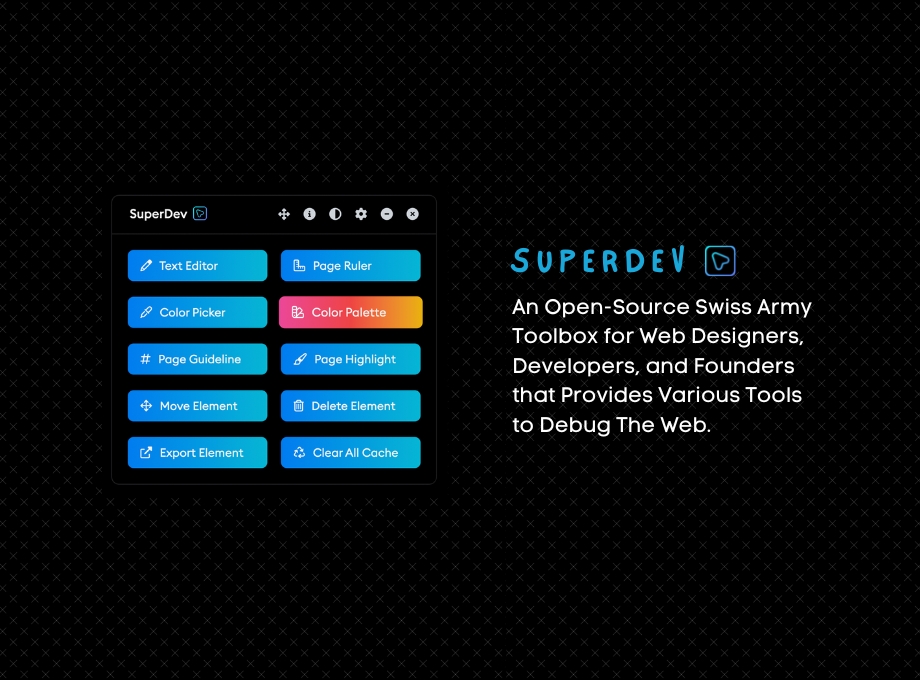 SuperDev
Text Editor
Page Ruler
Color Picker
Color Palette
Page Guideline
Page Highlight
Move Element
Delete Element
Export Element
Clear All Cache
SUPERDEV
An Open-Source Swiss Army
Toolbox for Web Designers,
Developers, and Founders
that Provides Various Tools
to Debug The Web.